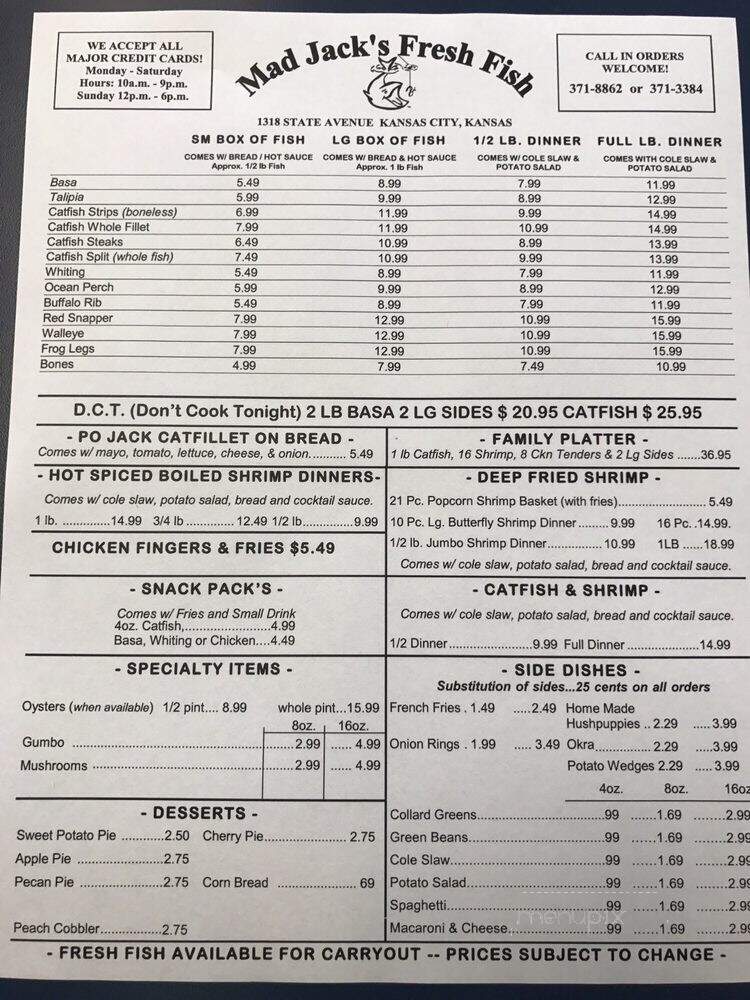 WE ACCEPT ALL
MAJOR CREDIT CARDS!
Monday - Saturday
Hours: 10a.m. - 9p.m.
Sunday 12p.m. - 6p.m.
Mad Jack's Fresh Fish
CALL IN ORDERS
WELCOME!
371-8862 or 371-3384
1318 STATE AVENUE KANSAS CITY, KANSAS
SM BOX OF FISH LG BOX OF FISH 1/2 LB. DINNER FULL LB. DINNER
COMES W/ BREAD / HOT SAUCE COMES W/ BREAD & HOT SAUCE COMES W/ COLE SLAW & COMES WITH COLE SLAW &
Approx. 1/2 lb Fish Approx. 1 lb Fish POTATO SALAD POTATO SALAD
Basa 5.49 8.99 7.99 11.99
Talipia 5.99 9.99 8.99 12.99
Catfish Strips (boneless) 6.99 11.99 9.99 14.99
Catfish Whole Fillet 7.99 11.99 10.99 14.99
Catfish Steaks 6.49 10.99 8.99 13.99
Catfish Split (whole fish) 7.49 10.99 9.99 13.99
Whiting 5.49 8.99 7.99 11.99
Ocean Perch 5.99 9.99 8.99 12.99
Buffalo Rib 5.49 8.99 7.99 11.99
Red Snapper 7.99 12.99 10.99 15.99
Walleye 7.99 12.99 10.99 15.99
Frog Legs 7.99 12.99 10.99 15.99
Bones 4.99 7.99 7.49 10.99
D.C.T. (Don't Cook Tonight) 2 LB BASA 2 LG SIDES $ 20.95 CATFISH $ 25.95
- PO JACK CATFILLET ON BREAD -
Comes w/ mayo, tomato, lettuce, cheese, & onion........... 5.49
- FAMILY PLATTER -
1 lb Catfish, 16 Shrimp, 8 Ckn Tenders & 2 Lg Sides .......36.95
- HOT SPICED BOILED SHRIMP DINNERS-
Comes w/ cole slaw, potato salad, bread and cocktail sauce.
1 lb. .............14.99 3/4 lb ............. 12.49 1/2 lb..............9.99
- DEEP FRIED SHRIMP -
21 Pc. Popcorn Shrimp Basket (with fries)....................... 5.49
10 Pc. Lg. Butterfly Shrimp Dinner......... 9.99 16 Pc. .14.99.
1/2 lb. Jumbo Shrimp Dinner................ 10.99 1LB ......18.99
Comes w/ cole slaw, potato salad, bread and cocktail sauce.
CHICKEN FINGERS & FRIES $5.49
- SNACK PACK'S -
Comes w/ Fries and Small Drink
4oz. Catfish,......................4.99
Basa, Whiting or Chicken....4.49
- CATFISH & SHRIMP -
Comes w/ cole slaw, potato salad, bread and cocktail sauce.
1/2 Dinner......................9.99 Full Dinner ...................14.99
- SPECIALTY ITEMS -
Oysters (when available) 1/2 pint.... 8.99 whole pint...15.99
8oz. 16oz.
Gumbo ........................................................ 2.99 ..... 4.99
Mushrooms .................................................. 2.99 ..... 4.99
- SIDE DISHES -
Substitution of sides...25 cents on all orders
French Fries . 1.49 .....2.49 Home Made
Hushpuppies .. 2.29 .....3.99
Onion Rings . 1.99 ..... 3.49 Okra............... 2.29 .....3.99
Potato Wedges 2.29 ..... 3.99
4oz. 8oz. 16oz
Collard Greens..................................99 ......1.69 ..........2.99
Green Beans.....................................99 ......1.69 ..........2.99
Cole Slaw..........................................99 ......1.69 ..........2.99
Potato Salad......................................99 ......1.69 ..........2.99
Spaghetti...........................................99 ......1.69 ..........2.99
Macaroni & Cheese...........................99 ......1.69 ..........2.99
- DESSERTS -
Sweet Potato Pie ............2.50 Cherry Pie....................... 2.75
Apple Pie ........................2.75
Pecan Pie .......................2.75 Corn Bread ..................... 69
Peach Cobbler.................2.75
menupix
- FRESH FISH AVAILABLE FOR CARRYOUT -- PRICES SUBJECT TO CHANGE -